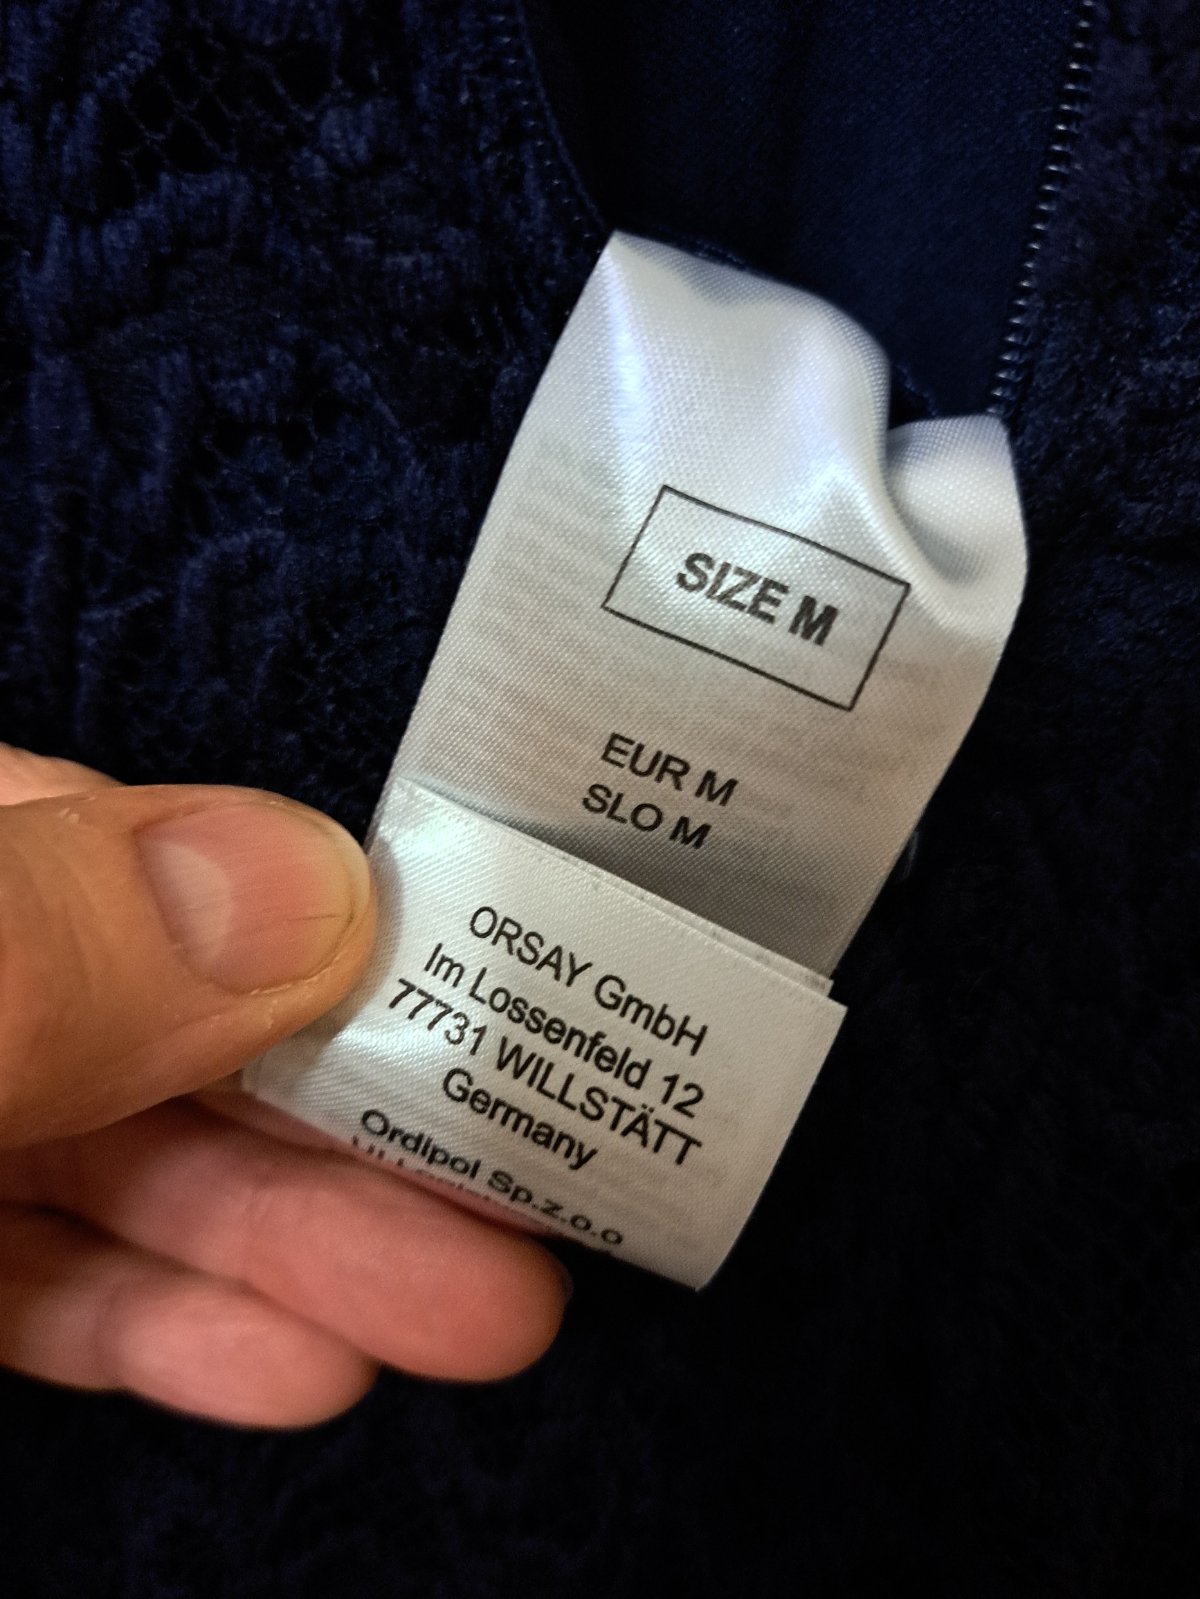 SIZE M
EUR M
SLO M
ORSAY GmbH
Im Lossenfeld 12
77731 WILLSTÄTT
Germany
Ordipol Sp.z.o.o